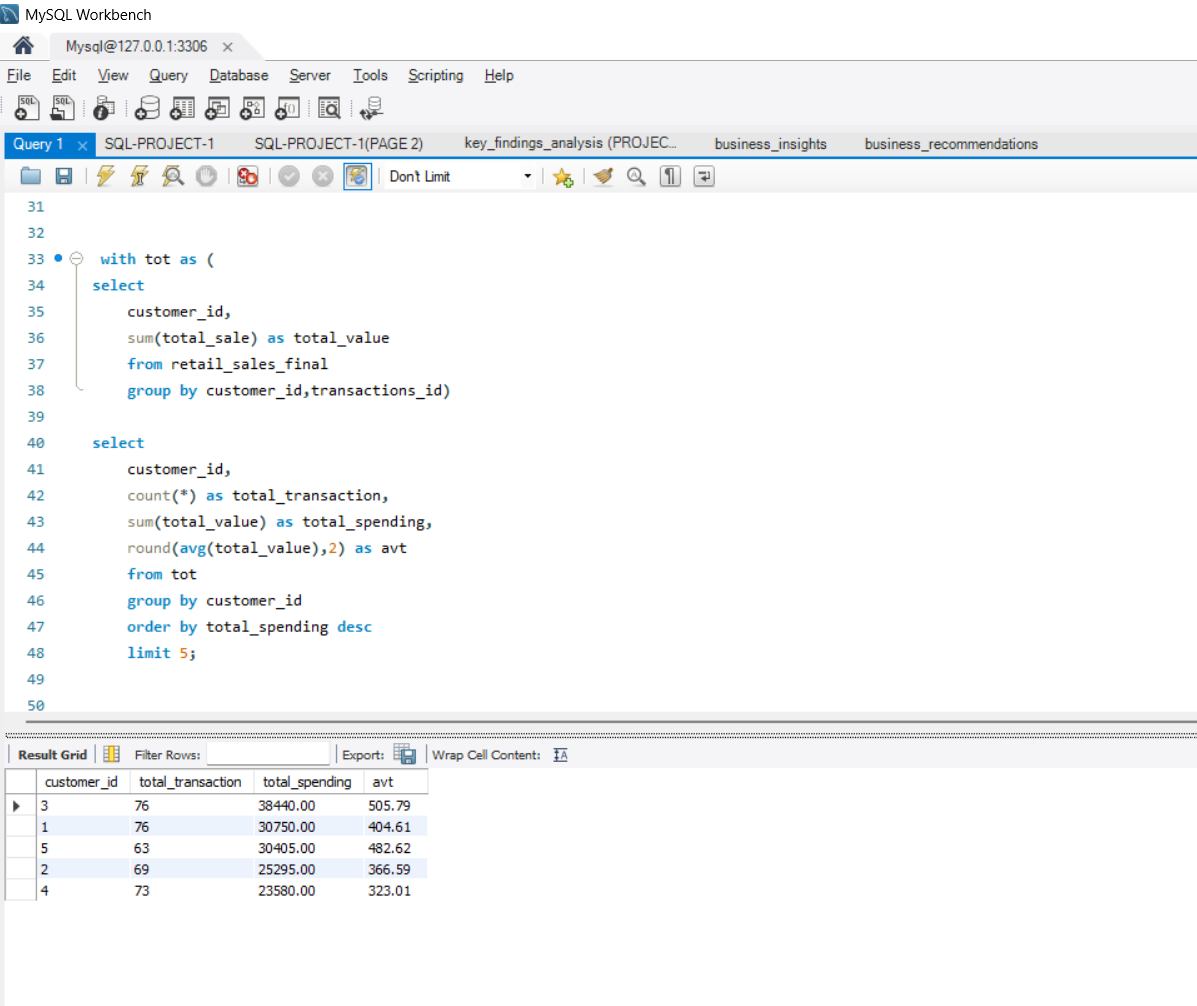 MySQL Workbench
Mysql@127.0.0.1:3306
File Edit View Query Database Server Tools Scripting Help
SQL SQL
Query 1 SQL-PROJECT-1 SQL-PROJECT-1(PAGE 2) key_findings_analysis (PROJEC... business_insights business_recommendations
Don't Limit
31
32
33 with tot as (
34 select
35 customer_id,
36 sum(total_sale) as total_value
37 from retail_sales_final
38 group by customer_id,transactions_id)
39
40 select
41 customer_id,
42 count(*) as total_transaction,
43 sum(total_value) as total_spending,
44 round(avg(total_value),2) as avt
45 from tot
46 group by customer_id
47 order by total_spending desc
48 limit 5;
49
50
Result Grid Filter Rows: Export: Wrap Cell Content: IA
customer_id total_transaction total_spending avt
3 76 38440.00 505.79
1 76 30750.00 404.61
5 63 30405.00 482.62
2 69 25295.00 366.59
4 73 23580.00 323.01